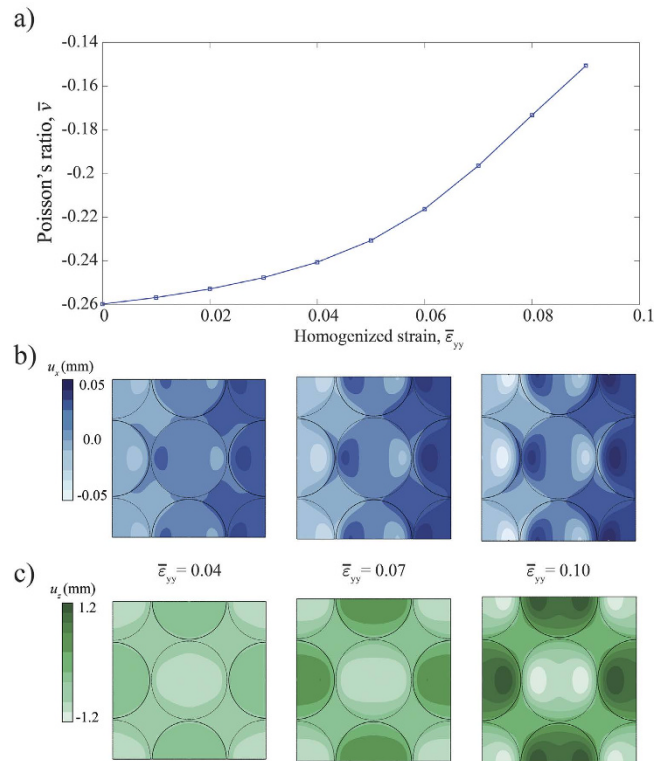 a)
-0.14
-0.16
-0.18
-0.2
-0.22
-0.24
-0.26
Poisson's ratio, ν̅
0
0.02
0.04
0.06
0.08
0.1
Homogenized strain, ε̅yy
b)
ux (mm)
0.05
0.0
-0.05
ε̅yy = 0.04
ε̅yy = 0.07
ε̅yy = 0.10
c)
uz (mm)
1.2
-1.2